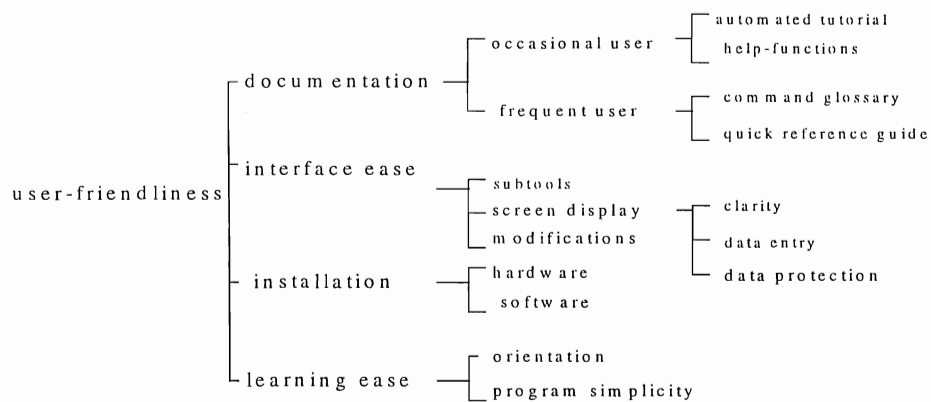 user-friendliness
documentation
occasional user
automated tutorial
help-functions
frequent user
command glossary
quick reference guide
interface ease
subtools
screen display
clarity
data entry
data protection
modifications
installation
hardware
software
learning ease
orientation
program simplicity